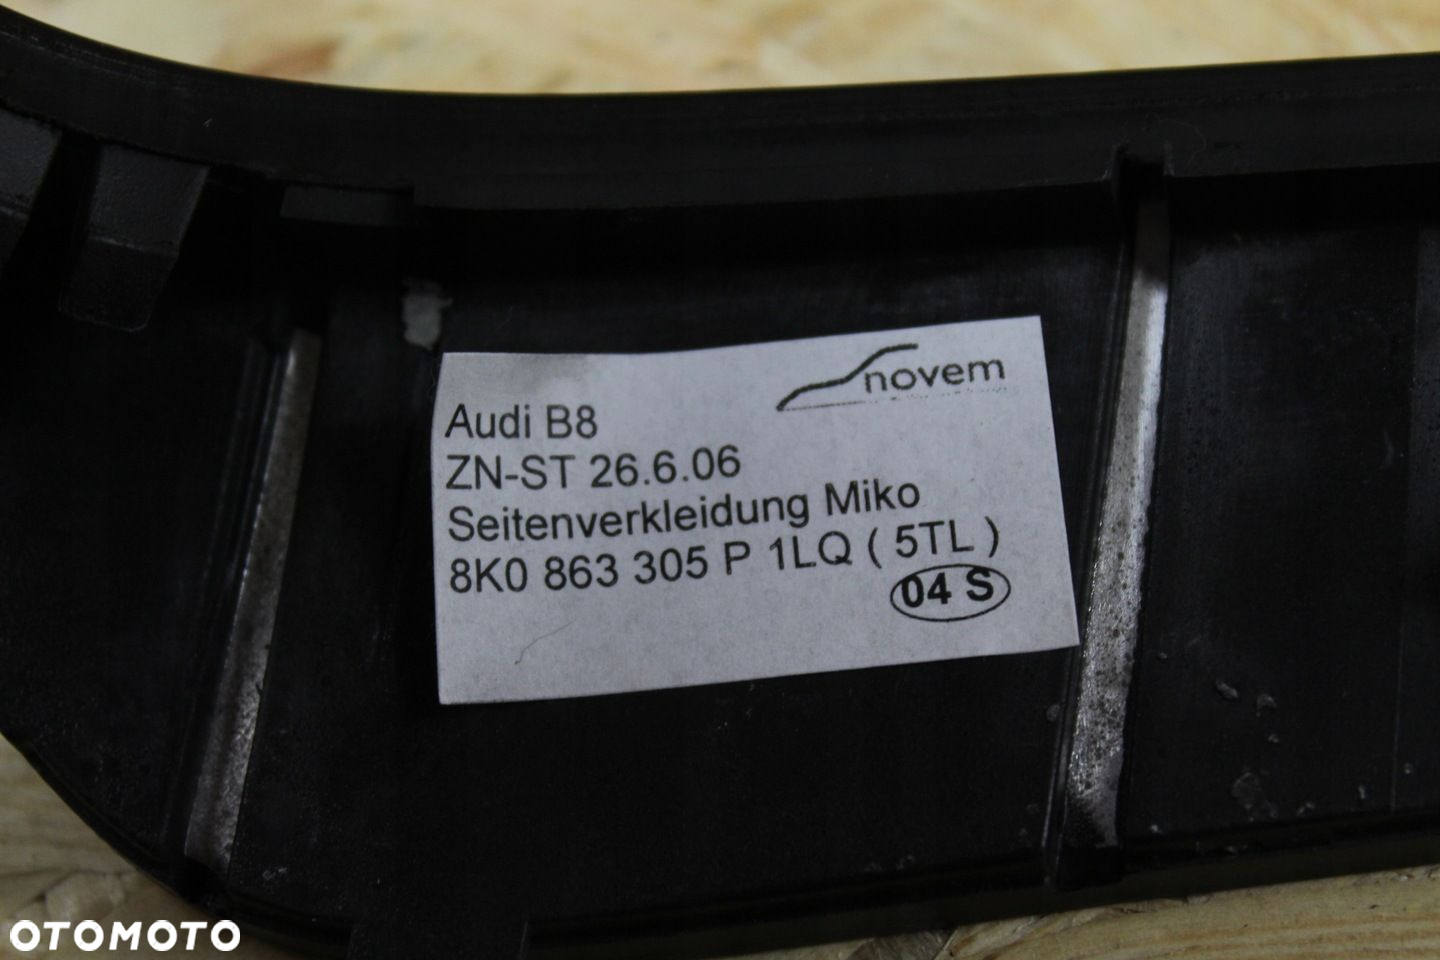 novem
Audi B8
ZN-ST 26.6.06
Seitenverkleidung Miko
8K0 863 305 P 1LQ ( 5TL )
04 S
OTOMOTO